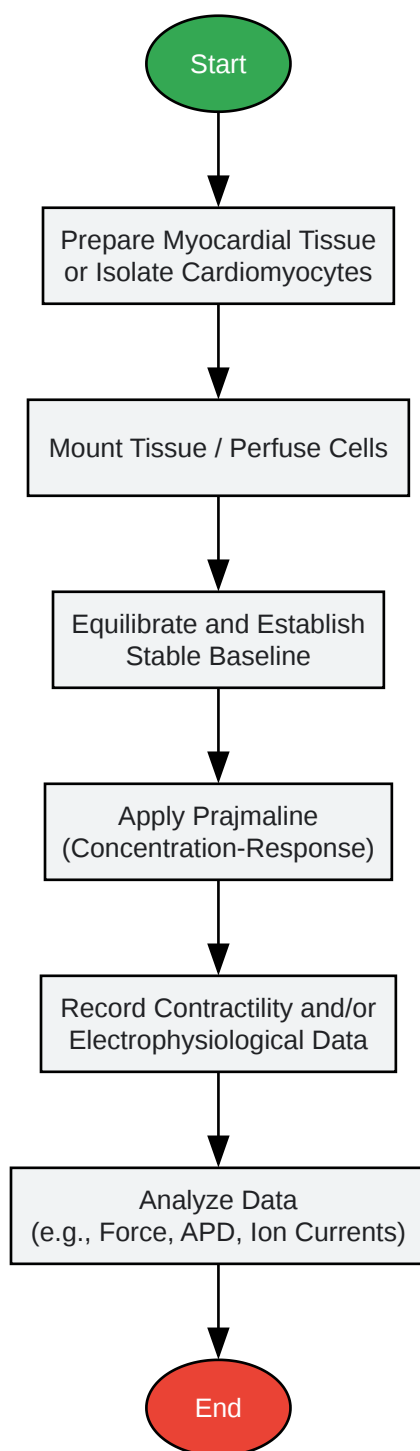 Start
Prepare Myocardial Tissue
or Isolate Cardiomyocytes
Mount Tissue / Perfuse Cells
Equilibrate and Establish
Stable Baseline
Apply Prajmaline
(Concentration-Response)
Record Contractility and/or
Electrophysiological Data
Analyze Data
(e.g., Force, APD, Ion Currents)
End